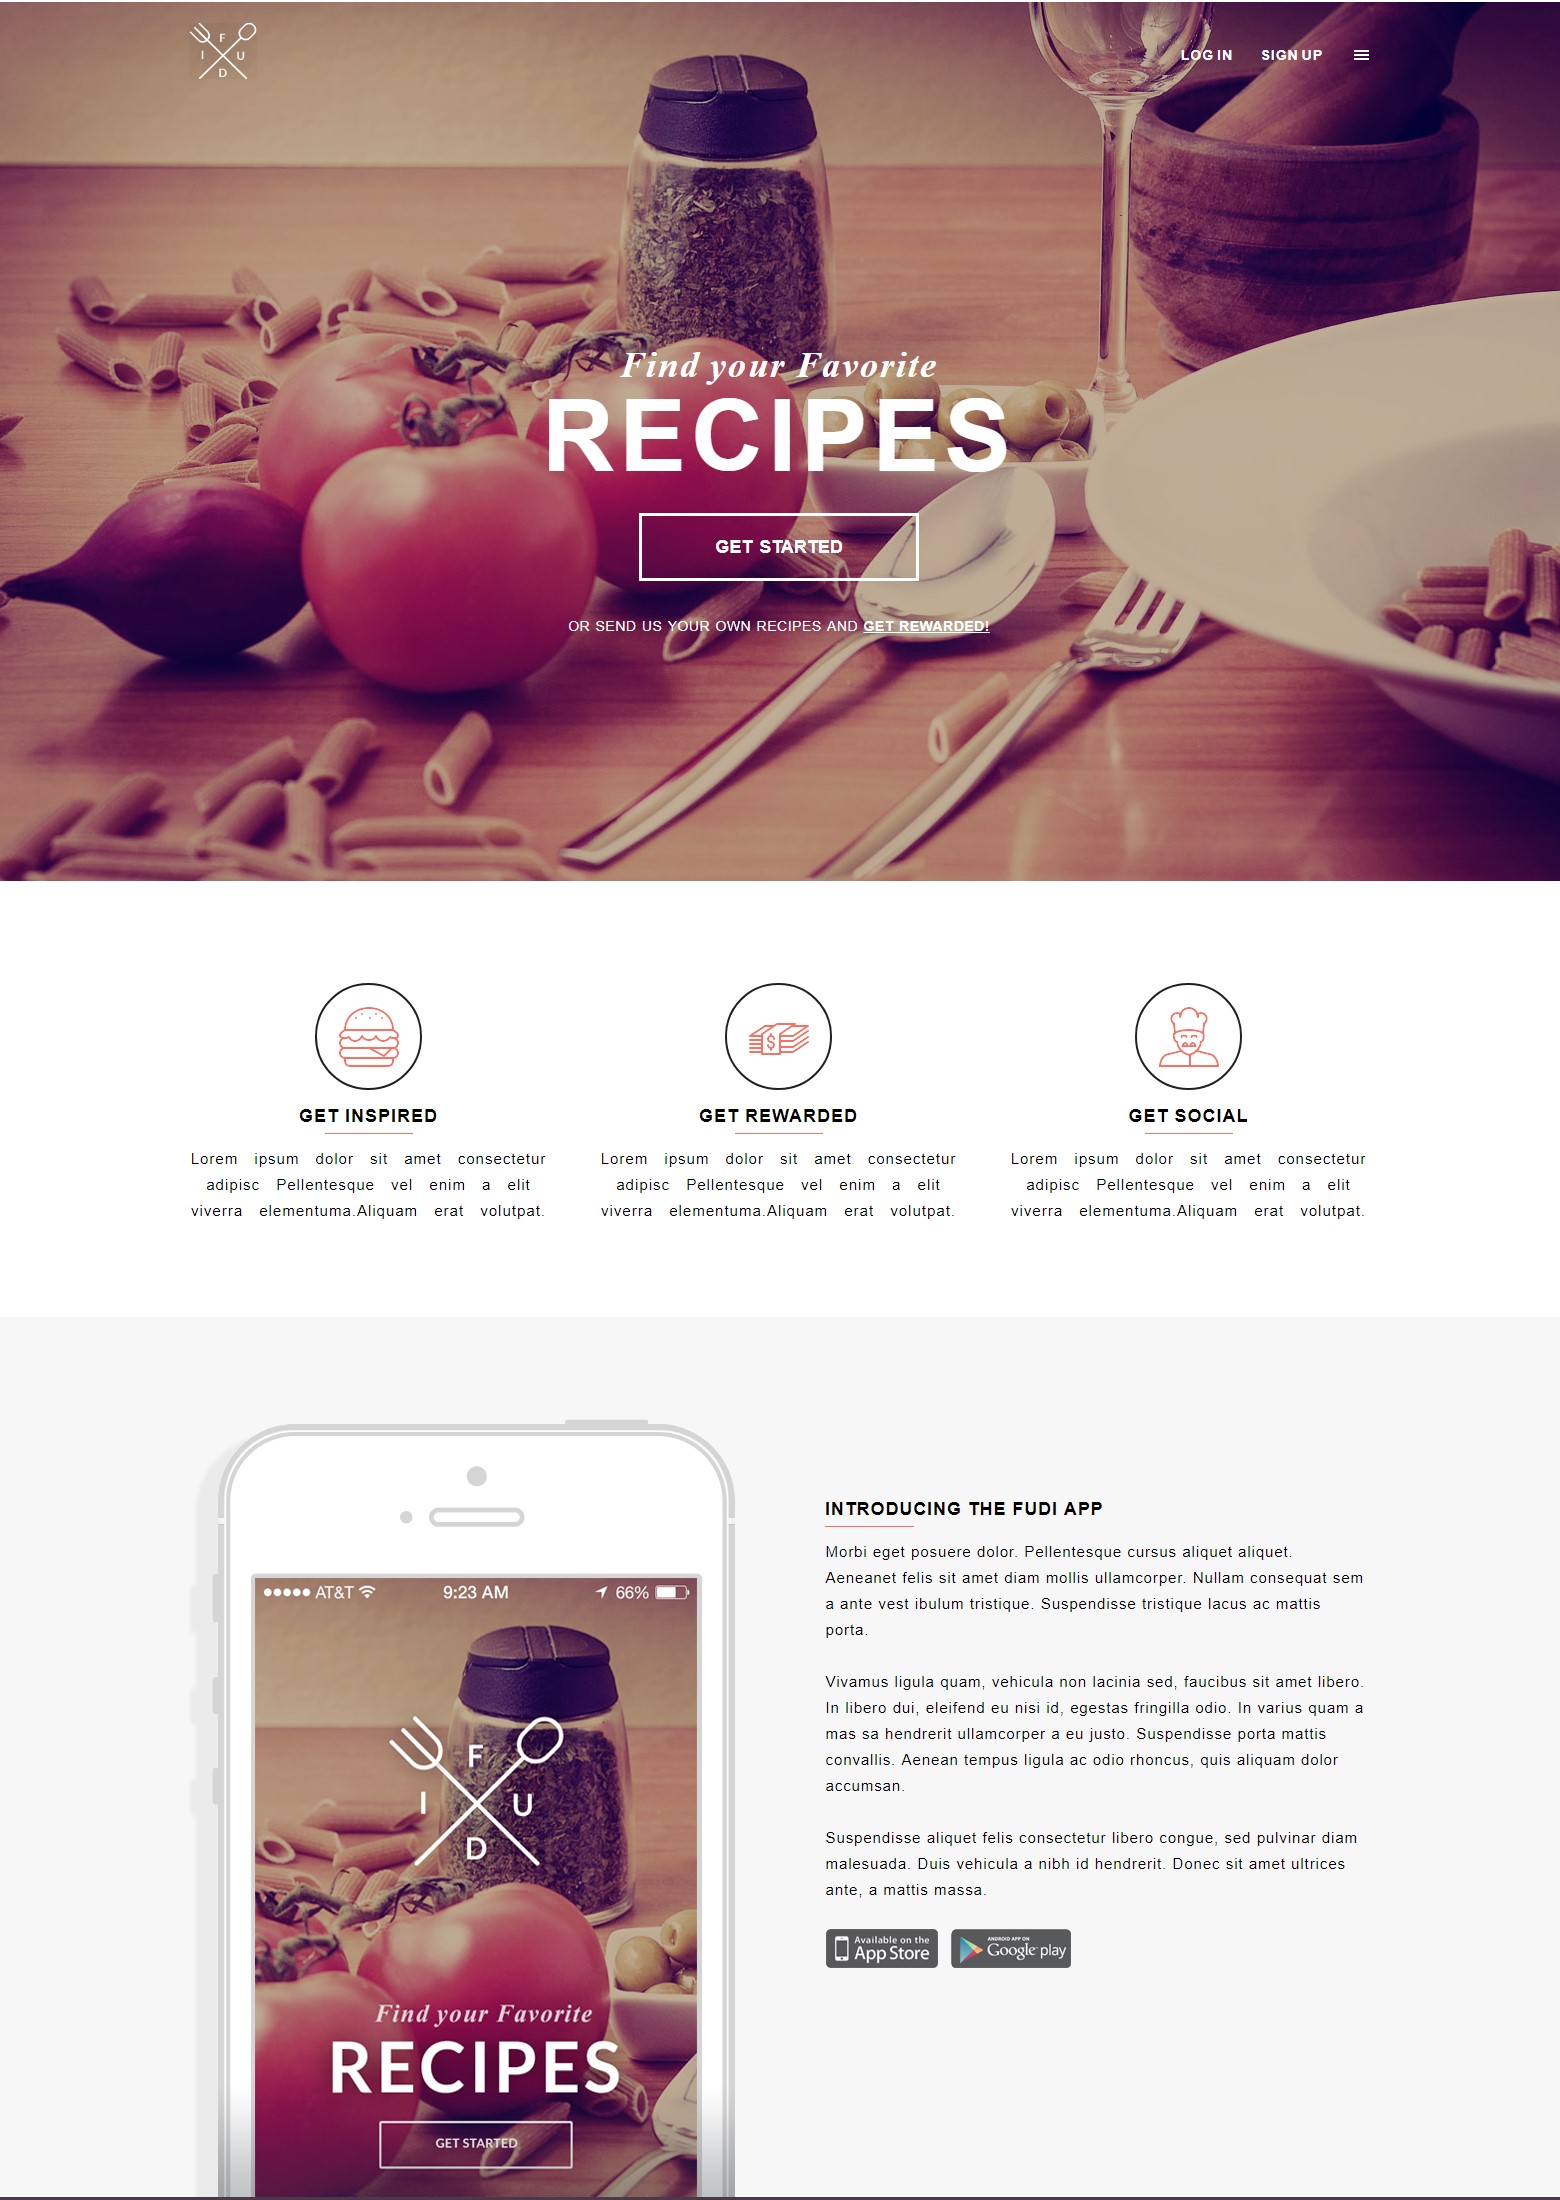 F
I U
D
LOG IN SIGN UP
Find your Favorite
RECIPES
GET STARTED
OR SEND US YOUR OWN RECIPES AND GET REWARDED!
GET INSPIRED
Lorem ipsum dolor sit amet consectetur
adipisc Pellentesque vel enim a elit
viverra elementuma.Aliquam erat volutpat.
GET REWARDED
Lorem ipsum dolor sit amet consectetur
adipisc Pellentesque vel enim a elit
viverra elementuma.Aliquam erat volutpat.
GET SOCIAL
Lorem ipsum dolor sit amet consectetur
adipisc Pellentesque vel enim a elit
viverra elementuma.Aliquam erat volutpat.
AT&T 9:23 AM 66%
F
I U
D
Find your Favorite
RECIPES
GET STARTED
INTRODUCING THE FUDI APP
Morbi eget posuere dolor. Pellentesque cursus aliquet aliquet.
Aeneanet felis sit amet diam mollis ullamcorper. Nullam consequat sem
a ante vest ibulum tristique. Suspendisse tristique lacus ac mattis
porta.
Vivamus ligula quam, vehicula non lacinia sed, faucibus sit amet libero.
In libero dui, eleifend eu nisi id, egestas fringilla odio. In varius quam a
mas sa hendrerit ullamcorper a eu justo. Suspendisse porta mattis
convallis. Aenean tempus ligula ac odio rhoncus, quis aliquam dolor
accumsan.
Suspendisse aliquet felis consectetur libero congue, sed pulvinar diam
malesuada. Duis vehicula a nibh id hendrerit. Donec sit amet ultrices
ante, a mattis massa.
Available on the
App Store
ANDROID APP ON
Google play